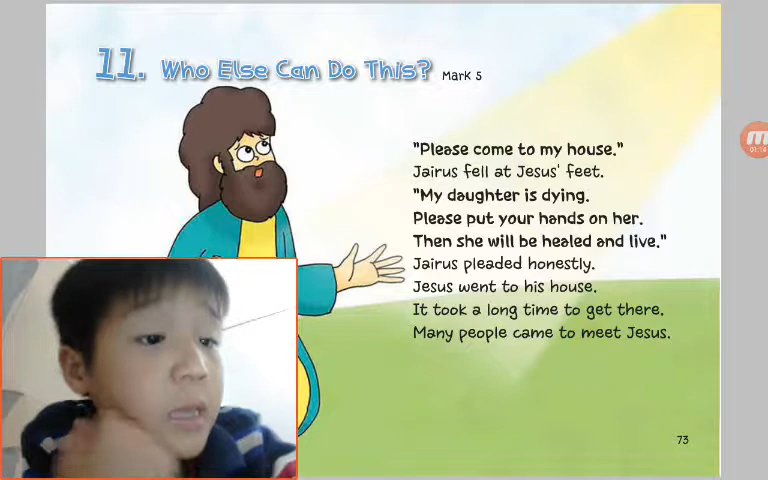 11. Who Else Can Do This? Mark 5
"Please come to my house."
Jairus fell at Jesus' feet.
"My daughter is dying.
Please put your hands on her.
Then she will be healed and live."
Jairus pleaded honestly.
Jesus went to his house.
It took a long time to get there.
Many people came to meet Jesus.
73
01:14